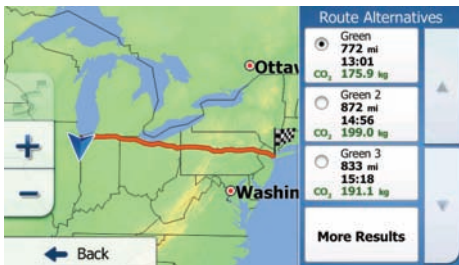 Route Alternatives
Green
772 mi
13:01
CO₂ 175.9 kg
Green 2
872 mi
14:56
CO₂ 199.0 kg
Green 3
833 mi
15:18
CO₂ 191.1 kg
More Results
Ottav
Washin
+
−
Back